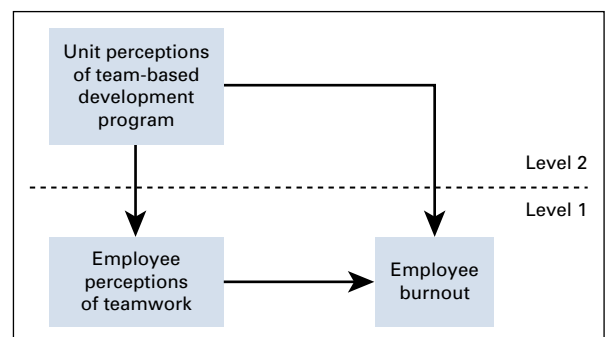 Unit perceptions
of team-based
development
program
Level 2
Level 1
Employee
perceptions
of teamwork
Employee
burnout